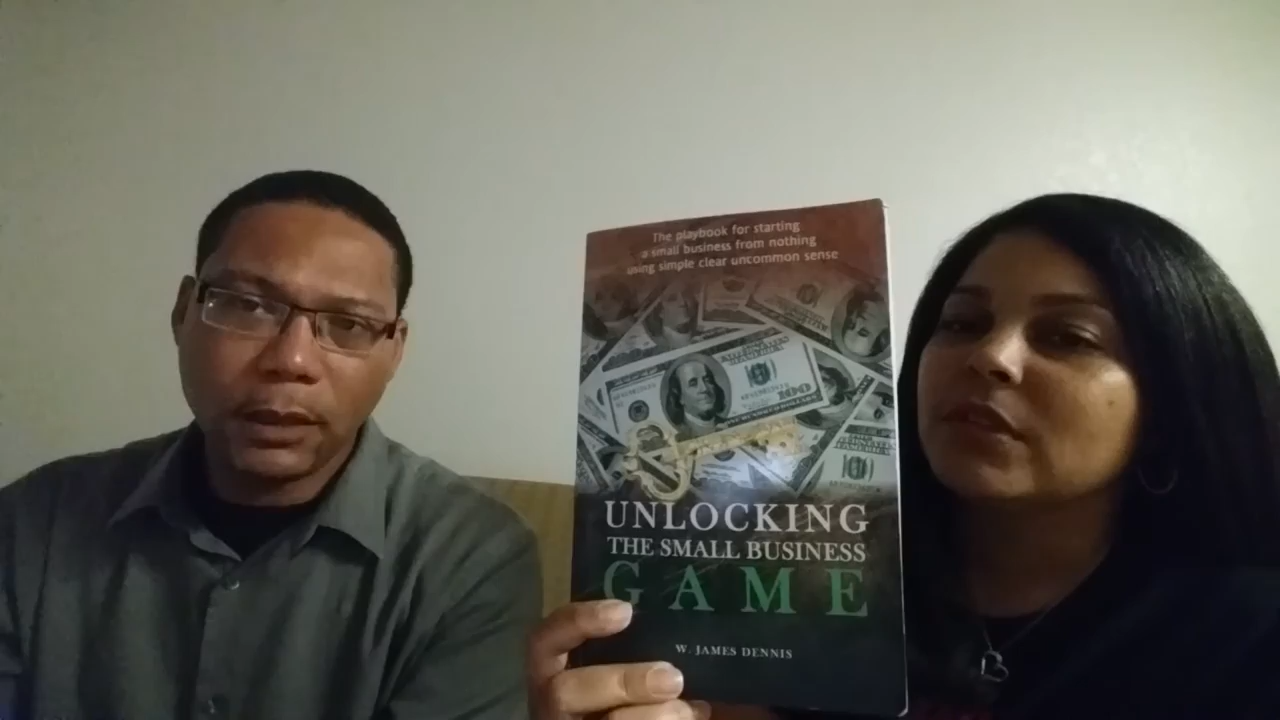 The playbook for starting
a small business from nothing
using simple clear uncommon sense
100
UNLOCKING
THE SMALL BUSINESS
GAME
W. JAMES DENNIS